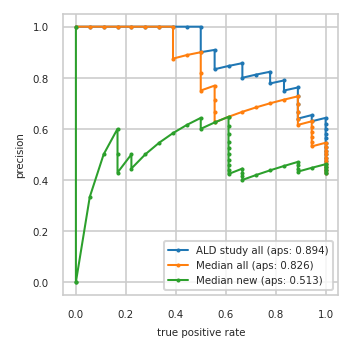 1.0
0.8
0.6
0.4
0.2
0.0
precision
ALD study all (aps: 0.894)
Median all (aps: 0.826)
Median new (aps: 0.513)
0.0 0.2 0.4 0.6 0.8 1.0
true positive rate